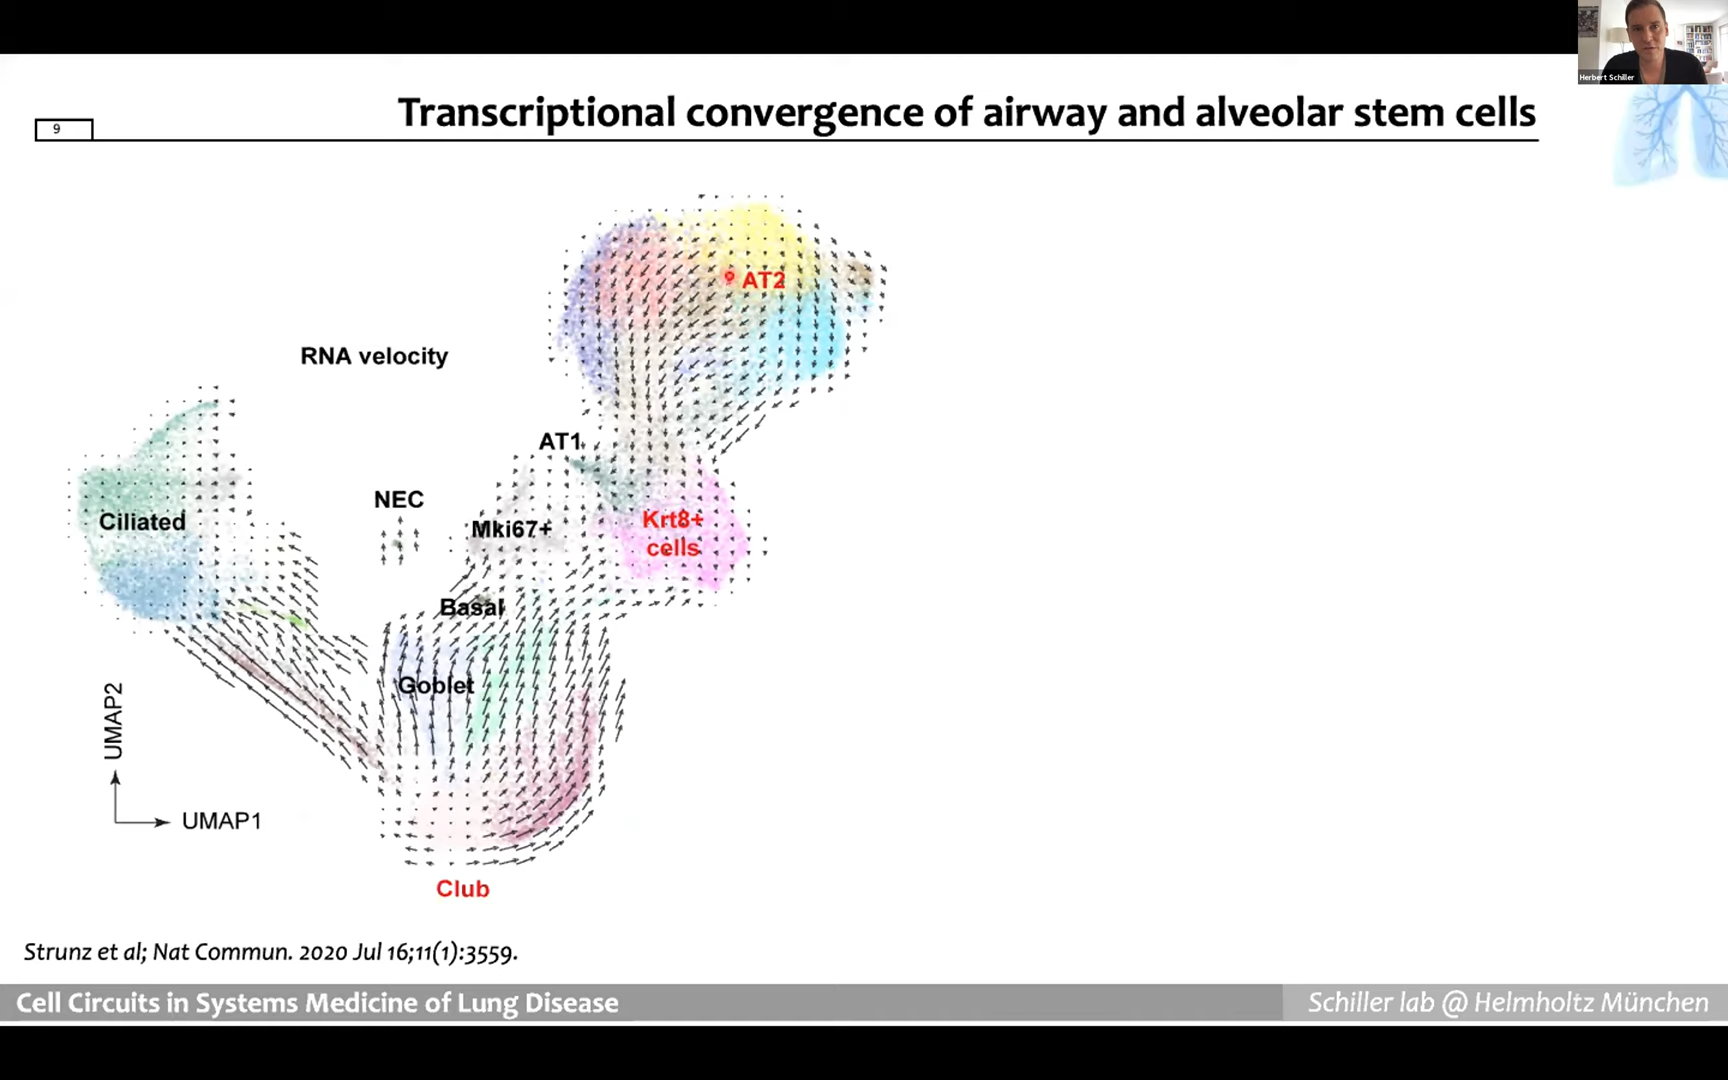 Herbert Schiller
Transcriptional convergence of airway and alveolar stem cells
9
AT2
RNA velocity
AT1
NEC
Ciliated
Mki67+
Krt8+
cells
Basal
Goblet
UMAP2
UMAP1
Club
Strunz et al; Nat Commun. 2020 Jul 16;11(1):3559.
Cell Circuits in Systems Medicine of Lung Disease
Schiller lab @ Helmholtz München